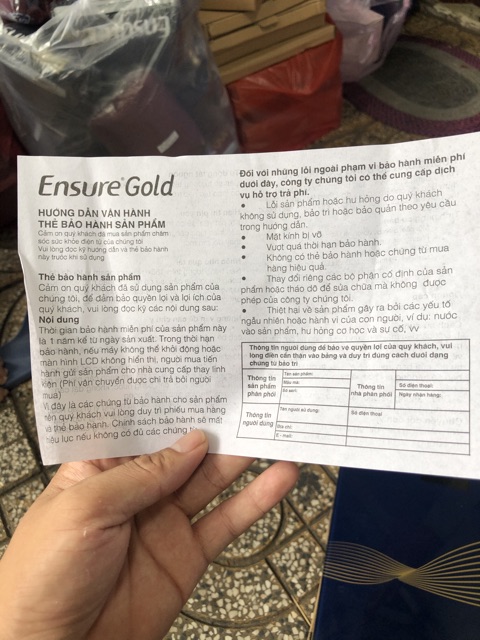 Ensure® Gold
HƯỚNG DẪN VẬN HÀNH
THẺ BẢO HÀNH SẢN PHẨM
Cảm ơn quý khách đã mua sản phẩm chăm
sóc sức khỏe điện tử của chúng tôi
Vui lòng đọc kỹ hướng dẫn và thẻ bảo hành
này trước khi sử dụng
Thẻ bảo hành sản phẩm
Cảm ơn quý khách đã sử dụng sản phẩm của
chúng tôi, để đảm bảo quyền lợi và lợi ích của
quý khách, vui lòng đọc kỹ các nội dung sau:
Nội dung
Thời gian bảo hành miễn phí của sản phẩm này
là 1 năm kể từ ngày sản xuất. Trong thời hạn
bảo hành, nếu máy không thể khởi động hoặc
màn hình LCD không hiển thị, người mua tiến
hành gửi sản phẩm cho nhà cung cấp thay linh
kiện (Phí vận chuyển được chi trả bởi người
mua)
Vì đây là các chứng từ bảo hành cho sản phẩm
nên quý khách vui lòng duy trì phiếu mua hàng
và thẻ bảo hành. Chính sách bảo hành sẽ mất
hiệu lực nếu không có đủ các chứng
Đối với những lỗi ngoài phạm vi bảo hành miễn phí
dưới đây, công ty chúng tôi có thể cung cấp dịch
vụ hỗ trợ trả phí.
● Lỗi sản phẩm hoặc hư hỏng do quý khách
không sử dụng, bảo trì hoặc bảo quản theo yêu cầu
trong hướng dẫn.
● Mặt kính bị vỡ
● Vượt quá thời hạn bảo hành.
● Không có thẻ bảo hành hoặc chứng từ mua
hàng hiệu quả.
● Thay đổi riêng các bộ phận cố định của sản
phẩm hoặc tháo dỡ để sửa chữa mà không được
phép của công ty chúng tôi.
● Thiệt hại về sản phẩm gây ra bởi các yếu tố
ngẫu nhiên hoặc hành vi của con người, ví dụ: nước
vào sản phẩm, hư hỏng cơ học và sự cố, vv
Thông tin người dùng để bảo vệ quyền lợi của quý khách, vui
lòng điền cẩn thận vào bảng và duy trì đúng cách dưới dạng
chứng từ bảo trì
Thông tin
sản phẩm
phân phối
Tên sản phẩm:
Mẫu mã:
Số sêri:
Thông tin
nhà phân phối
Số điện thoại:
Ngày nhận hàng:
Thông tin
người dùng
Tên người sử dụng:
Số điện thoại
Địa chỉ:
E - mail: